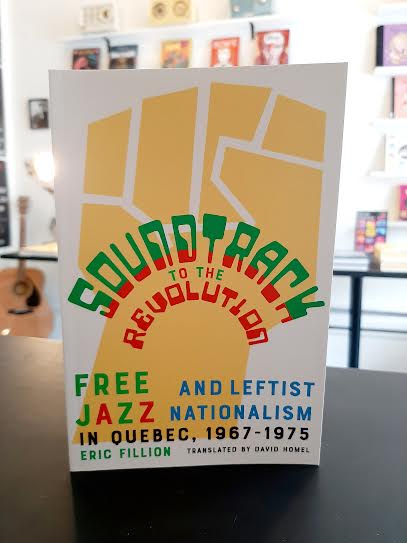 SOUNDTRACK
TO THE
REVOLUTION
FREE JAZZ
AND LEFTIST NATIONALISM
IN QUEBEC, 1967-1975
ERIC FILLION
TRANSLATED BY DAVID HOMEL